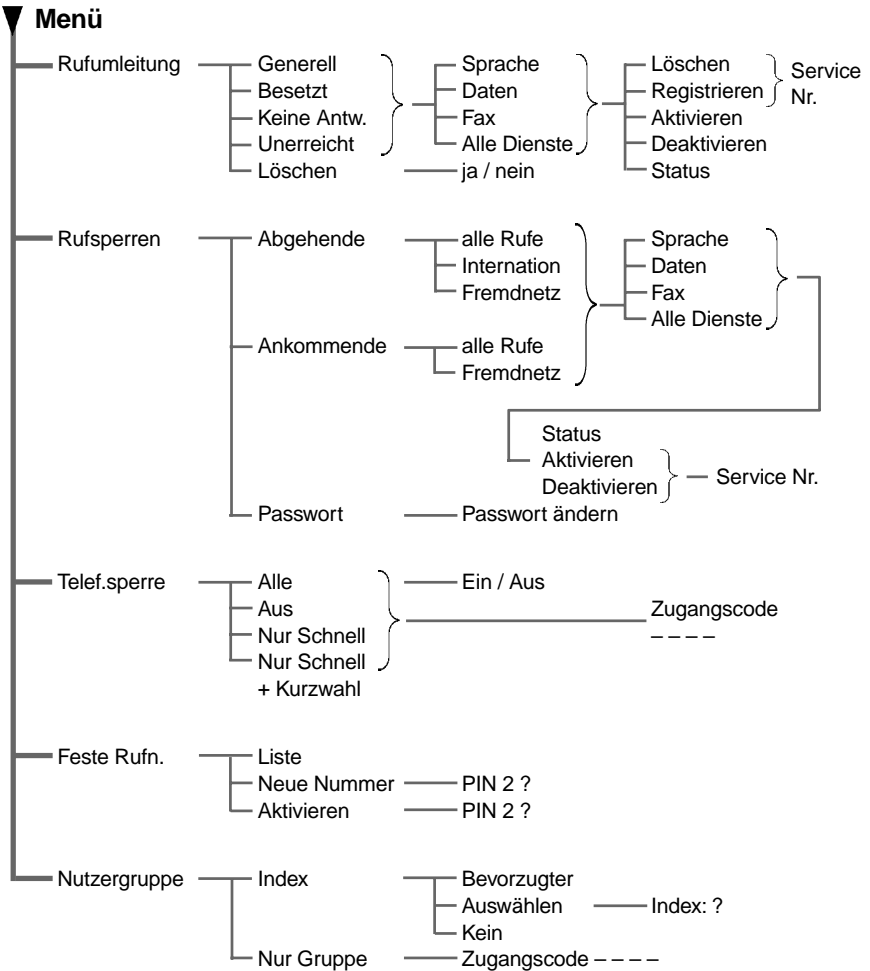 Menü
Rufumleitung Generell Sprache Löschen Service
Besetzt Daten Registrieren Nr.
Keine Antw. Fax Aktivieren
Unerreicht Alle Dienste Deaktivieren
Löschen ja / nein Status
Rufsperren Abgehende alle Rufe Sprache
Internation Daten
Fremdnetz Fax
Alle Dienste
Ankommende alle Rufe
Fremdnetz
Status
Aktivieren
Deaktivieren Service Nr.
Passwort Passwort ändern
Telef.sperre Alle Ein / Aus
Aus Zugangscode
Nur Schnell – – – –
Nur Schnell
+ Kurzwahl
Feste Rufn. Liste
Neue Nummer PIN 2 ?
Aktivieren PIN 2 ?
Nutzergruppe Index Bevorzugter
Auswählen Index: ?
Kein
Nur Gruppe Zugangscode – – – –